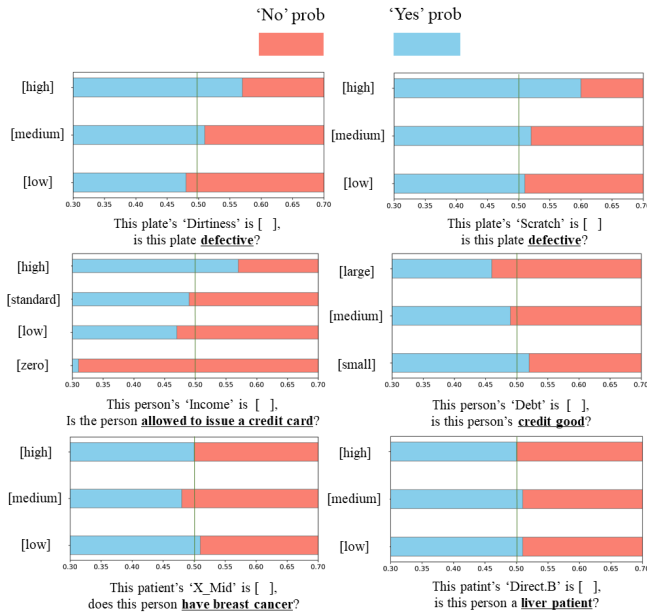 'No' prob 'Yes' prob
[high]
[medium]
[low]
0.30 0.35 0.40 0.45 0.50 0.55 0.60 0.65 0.70
This plate's 'Dirtiness' is [ ],
is this plate defective?
[high]
[medium]
[low]
0.30 0.35 0.40 0.45 0.50 0.55 0.60 0.65 0.70
This plate's 'Scratch' is [ ]
is this plate defective?
[high]
[standard]
[low]
[zero]
0.30 0.35 0.40 0.45 0.50 0.55 0.60 0.65 0.70
This person's 'Income' is [ ],
Is the person allowed to issue a credit card?
[large]
[medium]
[small]
0.30 0.35 0.40 0.45 0.50 0.55 0.60 0.65 0.70
This person's 'Debt' is [ ],
is this person's credit good?
[high]
[medium]
[low]
0.30 0.35 0.40 0.45 0.50 0.55 0.60 0.65 0.70
This patient's 'X_Mid' is [ ],
does this person have breast cancer?
[high]
[medium]
[low]
0.30 0.35 0.40 0.45 0.50 0.55 0.60 0.65 0.70
This patint's 'Direct.B' is [ ],
is this person a liver patient?